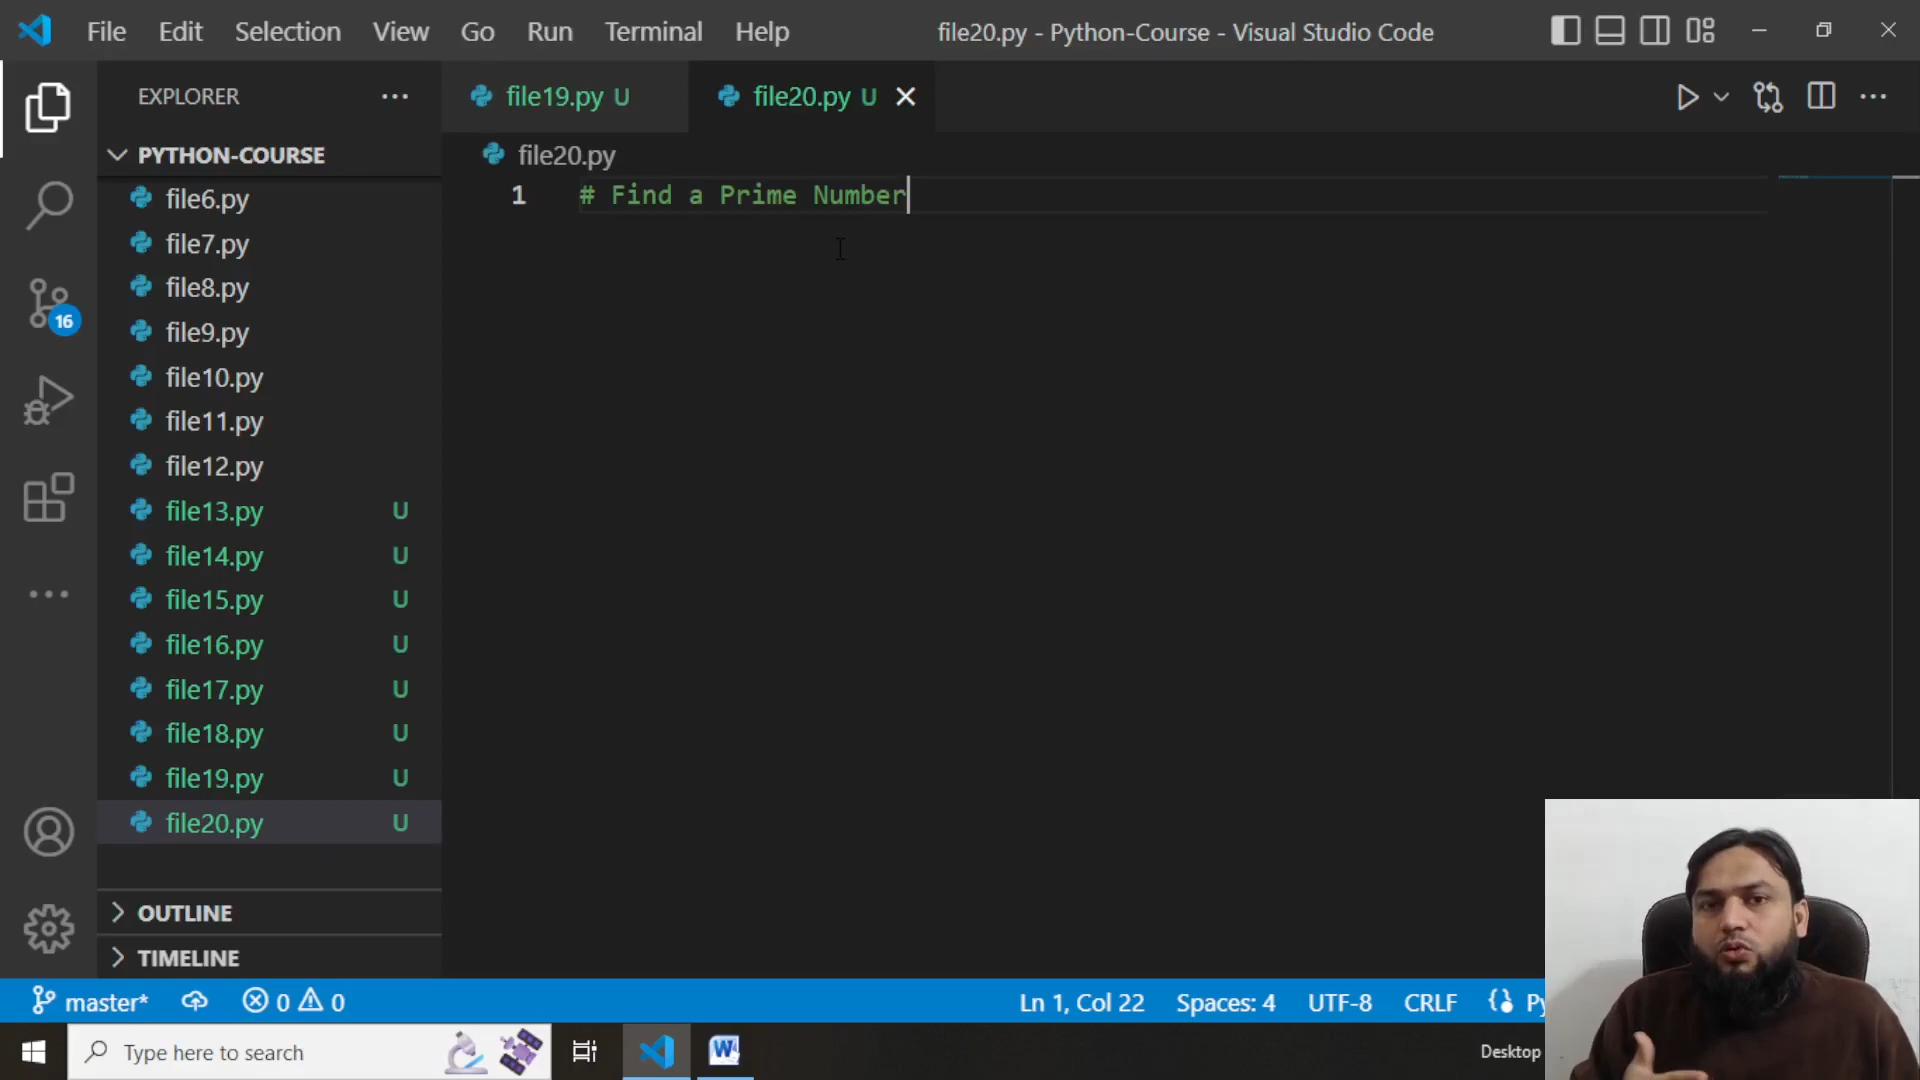 File Edit Selection View Go Run Terminal Help file20.py - Python-Course - Visual Studio Code
EXPLORER
file19.py U
file20.py U
PYTHON-COURSE
file20.py
1 # Find a Prime Number
file6.py
file7.py
file8.py
file9.py
file10.py
file11.py
file12.py
file13.py U
file14.py U
file15.py U
file16.py U
file17.py U
file18.py U
file19.py U
file20.py U
16
OUTLINE
TIMELINE
master* 0 0 Ln 1, Col 22 Spaces: 4 UTF-8 CRLF
Type here to search
W
Desktop